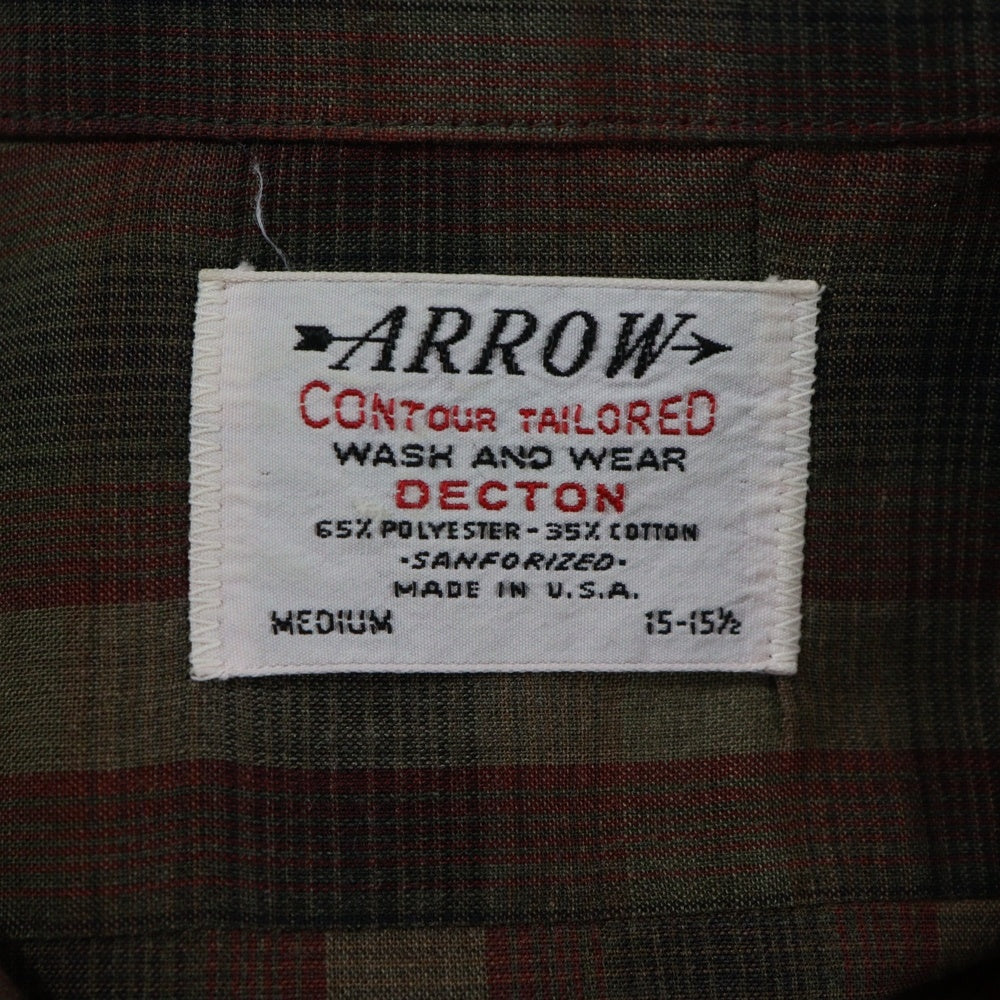 ARROW
CONTOUR TAILORED
WASH AND WEAR
DECTON
65% POLYESTER - 35% COTTON
·SANFORIZED·
MADE IN U.S.A.
MEDIUM 15-15½